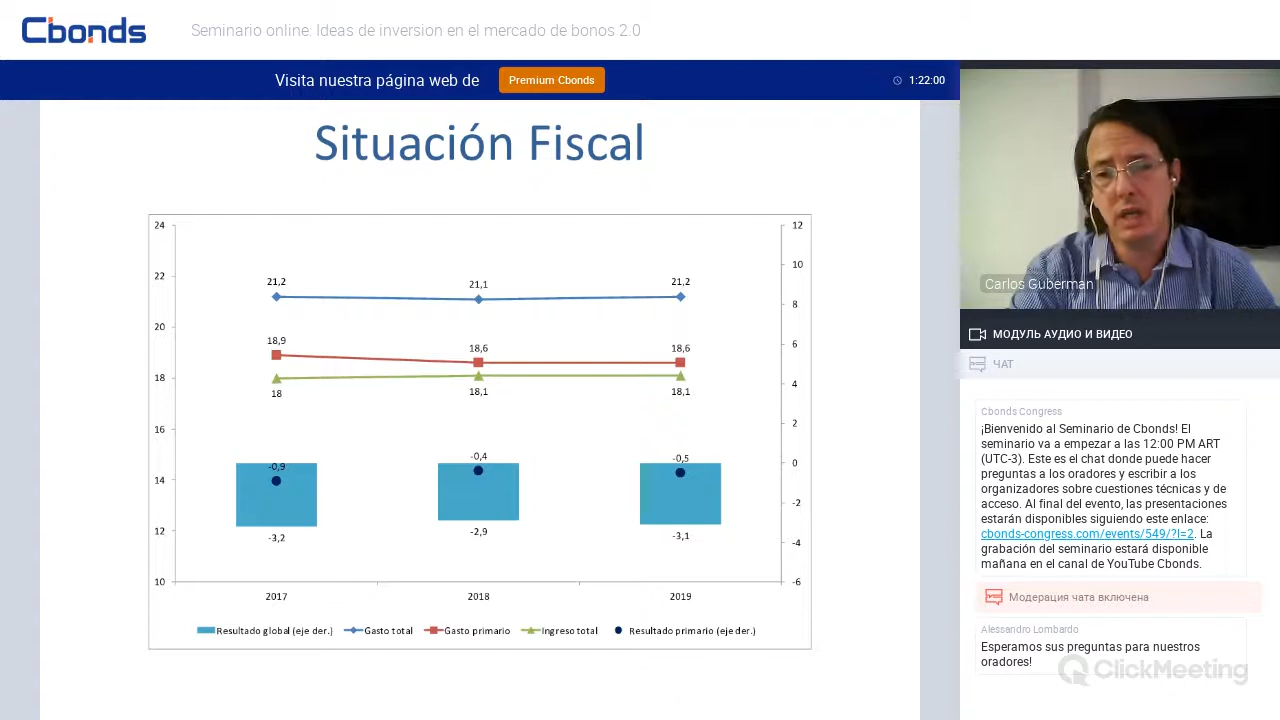 Cbonds
Seminario online: Ideas de inversion en el mercado de bonos 2.0
Visita nuestra página web de
Premium Cbonds
1:22:00
Situación Fiscal
24
22
20
18
16
14
12
10
12
10
8
6
4
2
0
-2
-4
-6
21,2
21,1
21,2
18,9
18,6
18,6
18
18,1
18,1
-0,9
-0,4
-0,5
-3,2
-2,9
-3,1
2017
2018
2019
Resultado global (eje der.)
Gasto total
Gasto primario
Ingreso total
Resultado primario (eje der.)
Carlos Guberman
МОДУЛЬ АУДИО И ВИДЕО
ЧАТ
Cbonds Congress
¡Bienvenido al Seminario de Cbonds! El
seminario va a empezar a las 12:00 PM ART
(UTC-3). Este es el chat donde puede hacer
preguntas a los oradores y escribir a los
organizadores sobre cuestiones técnicas y de
acceso. Al final del evento, las presentaciones
estarán disponibles siguiendo este enlace:
cbonds-congress.com/events/549/?l=2. La
grabación del seminario estará disponible
mañana en el canal de YouTube Cbonds.
Модерация чата включена
Alessandro Lombardo
Esperamos sus preguntas para nuestros
oradores!
ClickMeeting